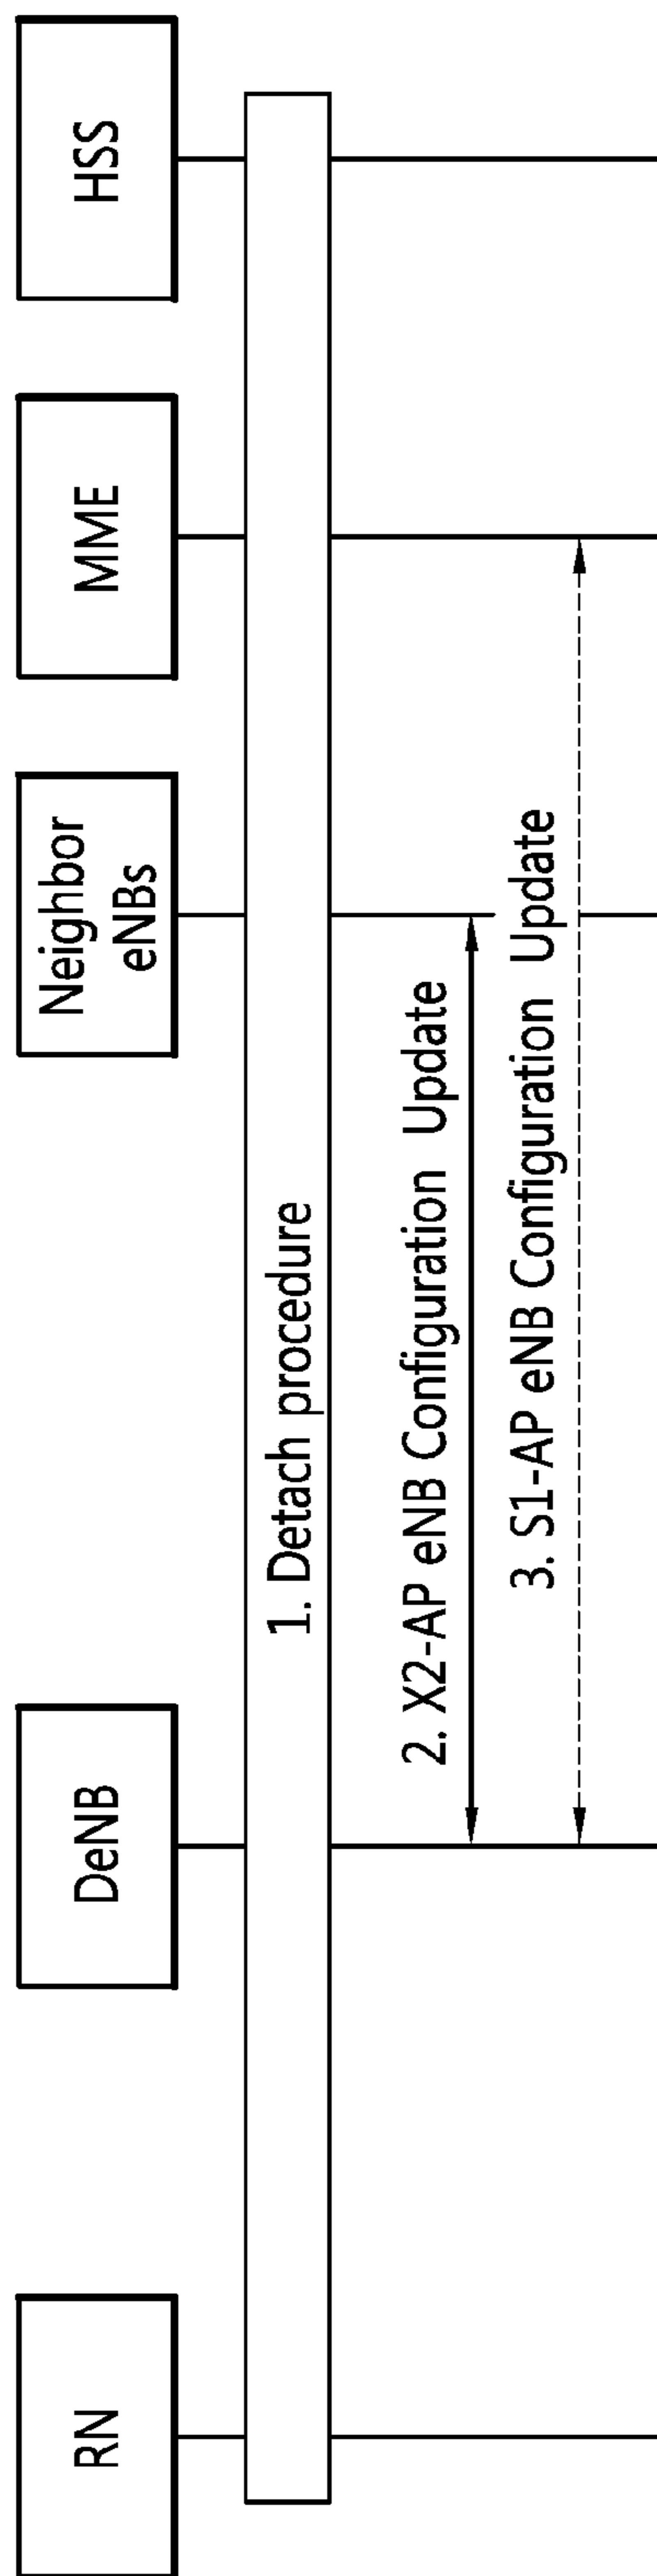 RN
DeNB
Neighbor
eNBs
MME
HSS
1. Detach procedure
2. X2-AP eNB Configuration Update
3. S1-AP eNB Configuration Update